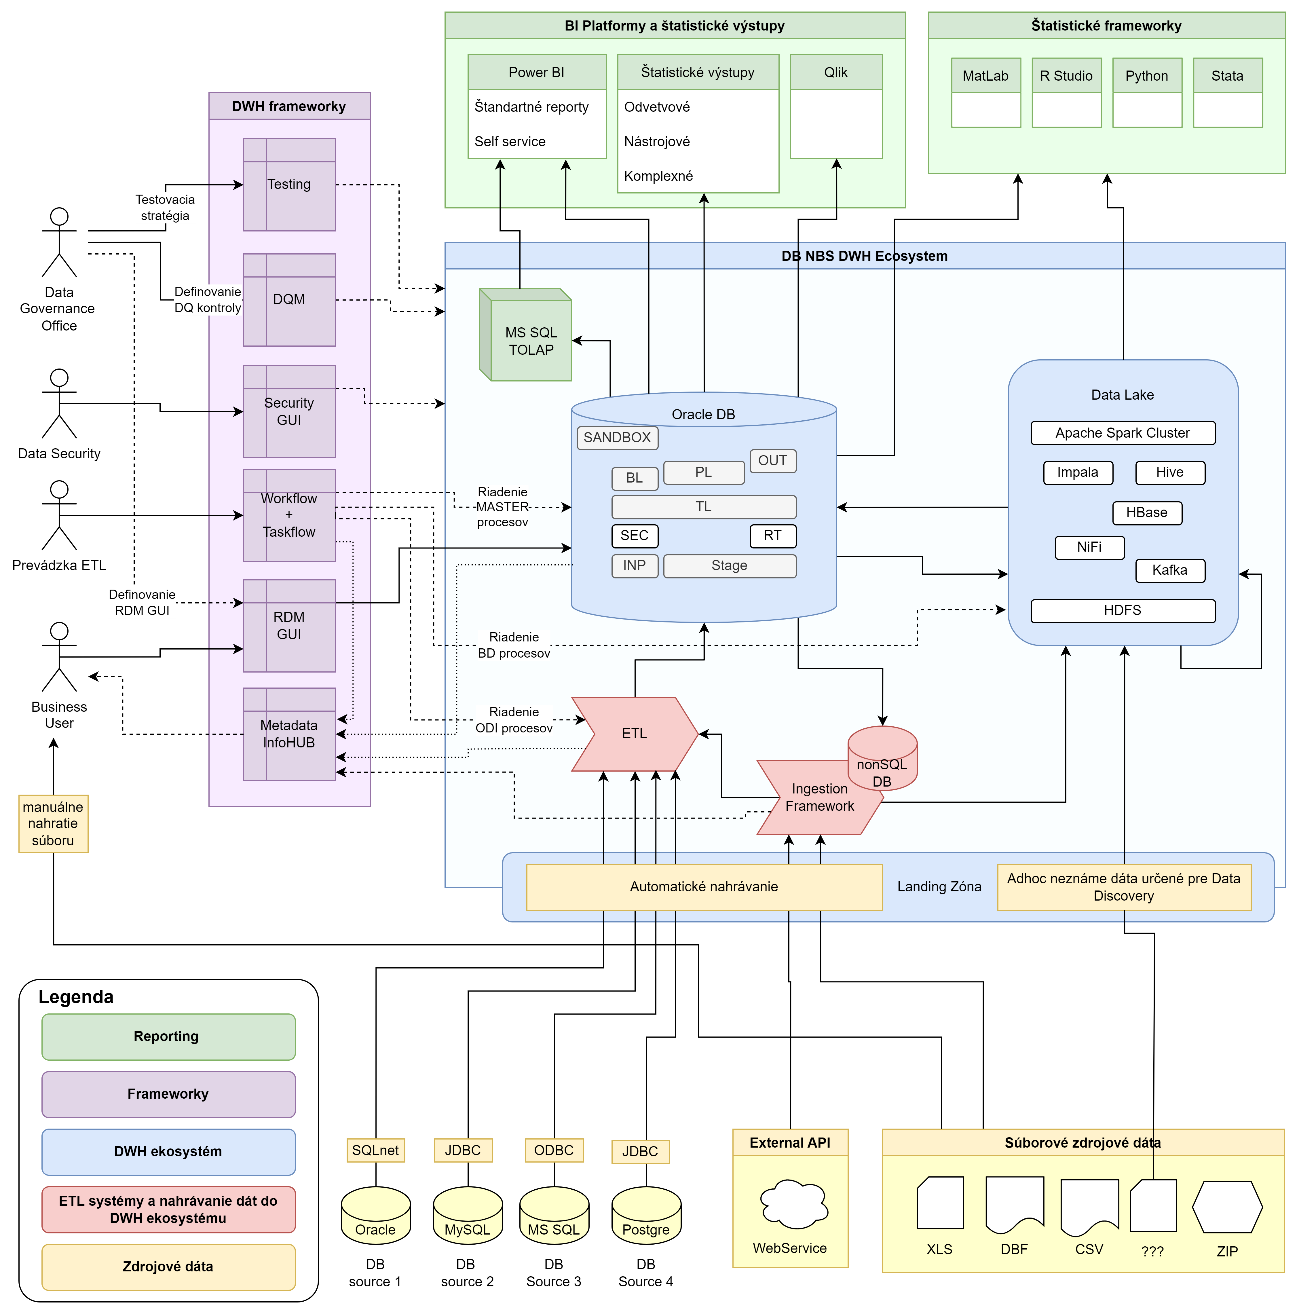 BI Platformy a štatistické výstupy
Štatistické frameworky
Power BI
Štandartné reporty
Self service
Štatistické výstupy
Odvetvové
Nástrojové
Komplexné
Qlik
MatLab
R Studio
Python
Stata
DWH frameworky
Testing
DQM
Security
GUI
Workflow
+
Taskflow
RDM
GUI
Metadata
InfoHUB
Testovacia
stratégia
Definovanie
DQ kontroly
Definovanie
RDM GUI
Data
Governance
Office
Data Security
Prevádzka ETL
Business
User
manuálne
nahratie
súboru
DB NBS DWH Ecosystem
MS SQL
TOLAP
Oracle DB
SANDBOX
BL
PL
OUT
TL
SEC
RT
INP
Stage
Data Lake
Apache Spark Cluster
Impala
Hive
HBase
NiFi
Kafka
HDFS
Riadenie
MASTER
procesov
Riadenie
BD procesov
Riadenie
ODI procesov
ETL
nonSQL
DB
Ingestion
Framework
Automatické nahrávanie
Landing Zóna
Adhoc neznáme dáta určené pre Data
Discovery
Legenda
Reporting
Frameworky
DWH ekosystém
ETL systémy a nahrávanie dát do
DWH ekosystému
Zdrojové dáta
SQLnet
JDBC
ODBC
JDBC
Oracle
MySQL
MS SQL
Postgre
DB
source 1
DB
source 2
DB
Source 3
DB
Source 4
External API
WebService
Súborové zdrojové dáta
XLS
DBF
CSV
???
ZIP